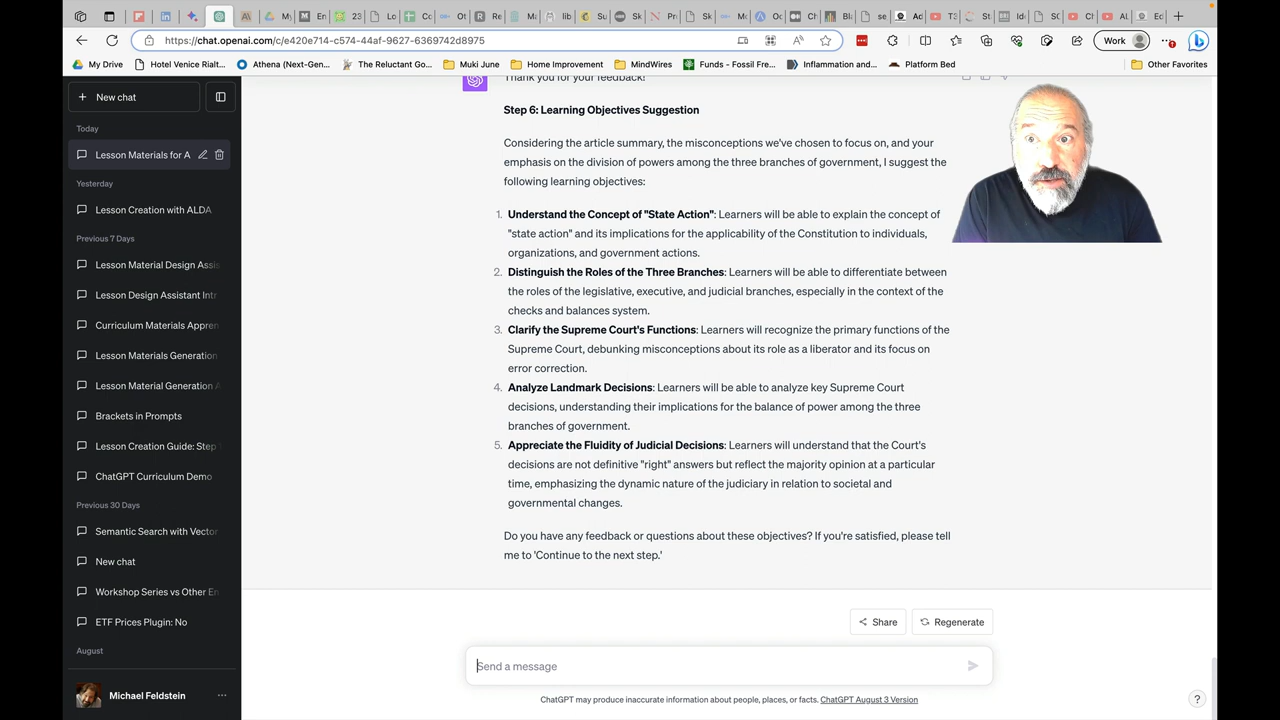 23
https://chat.openai.com/c/e420e714-c574-44af-9627-6369742d8975
Work
My Drive
Hotel Venice Rialt...
Athena (Next-Gen...
The Reluctant Go...
Muki June
Home Improvement
MindWires
Funds - Fossil Fre...
Inflammation and...
Platform Bed
Other Favorites
New chat
Today
Lesson Materials for A
Yesterday
Lesson Creation with ALDA
Previous 7 Days
Lesson Material Design Assis
Lesson Design Assistant Intr
Curriculum Materials Appren
Lesson Materials Generation
Lesson Material Generation A
Brackets in Prompts
Lesson Creation Guide: Step
ChatGPT Curriculum Demo
Previous 30 Days
Semantic Search with Vector
New chat
Workshop Series vs Other En
ETF Prices Plugin: No
August
Michael Feldstein
Thank you for your feedback!
Step 6: Learning Objectives Suggestion
Considering the article summary, the misconceptions we've chosen to focus on, and your
emphasis on the division of powers among the three branches of government, I suggest the
following learning objectives:
1. Understand the Concept of "State Action": Learners will be able to explain the concept of
"state action" and its implications for the applicability of the Constitution to individuals,
organizations, and government actions.
2. Distinguish the Roles of the Three Branches: Learners will be able to differentiate between
the roles of the legislative, executive, and judicial branches, especially in the context of the
checks and balances system.
3. Clarify the Supreme Court's Functions: Learners will recognize the primary functions of the
Supreme Court, debunking misconceptions about its role as a liberator and its focus on
error correction.
4. Analyze Landmark Decisions: Learners will be able to analyze key Supreme Court
decisions, understanding their implications for the balance of power among the three
branches of government.
5. Appreciate the Fluidity of Judicial Decisions: Learners will understand that the Court's
decisions are not definitive "right" answers but reflect the majority opinion at a particular
time, emphasizing the dynamic nature of the judiciary in relation to societal and
governmental changes.
Do you have any feedback or questions about these objectives? If you're satisfied, please tell
me to 'Continue to the next step.'
Share
Regenerate
Send a message
ChatGPT may produce inaccurate information about people, places, or facts. ChatGPT August 3 Version
?